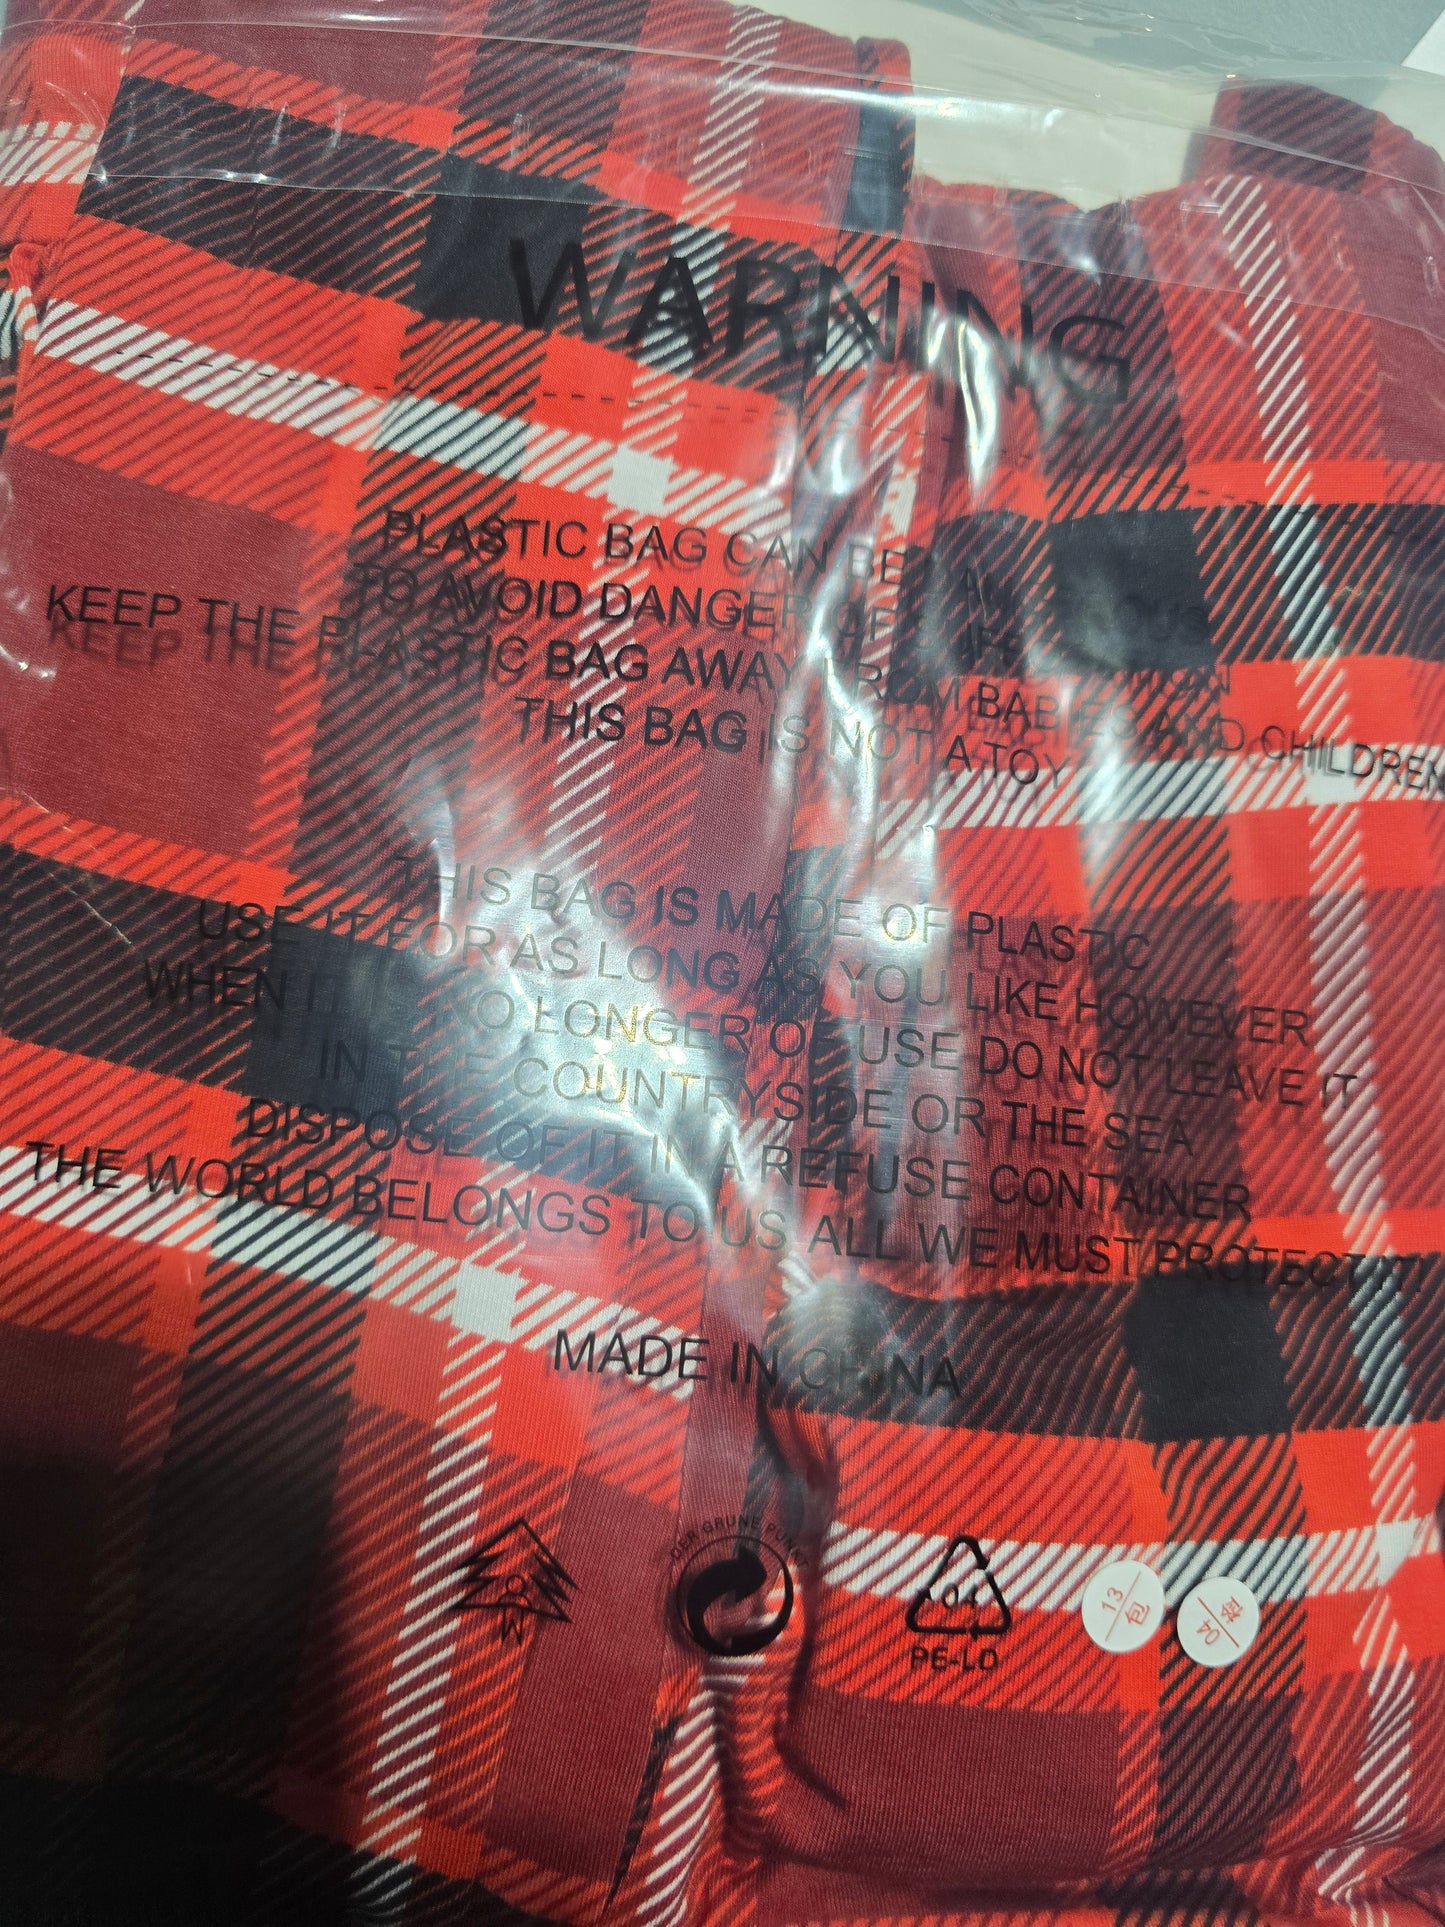 WARNING
PLASTIC BAG CAN BE DANGEROUS
TO AVOID DANGER OF SUFFOCATION
KEEP THE PLASTIC BAG AWAY FROM BABIES AND CHIILDREN
THIS BAG IS NOT A TOY
THIS BAG IS MADE OF PLASTIC
USE IT FOR AS LONG AS YOU LIKE HOWEVER
WHEN IT IS NO LONGER OF USE DO NOT LEAVE IT
IN THE COUNTRYSIDE OR THE SEA
DISPOSE OF IT IN A REFUSE CONTAINER
THE WORLD BELONGS TO US ALL WE MUST PROTECT IT!
MADE IN CHINA
DER GRUNE PUNKT
04
PE-LD
13
包
04
检